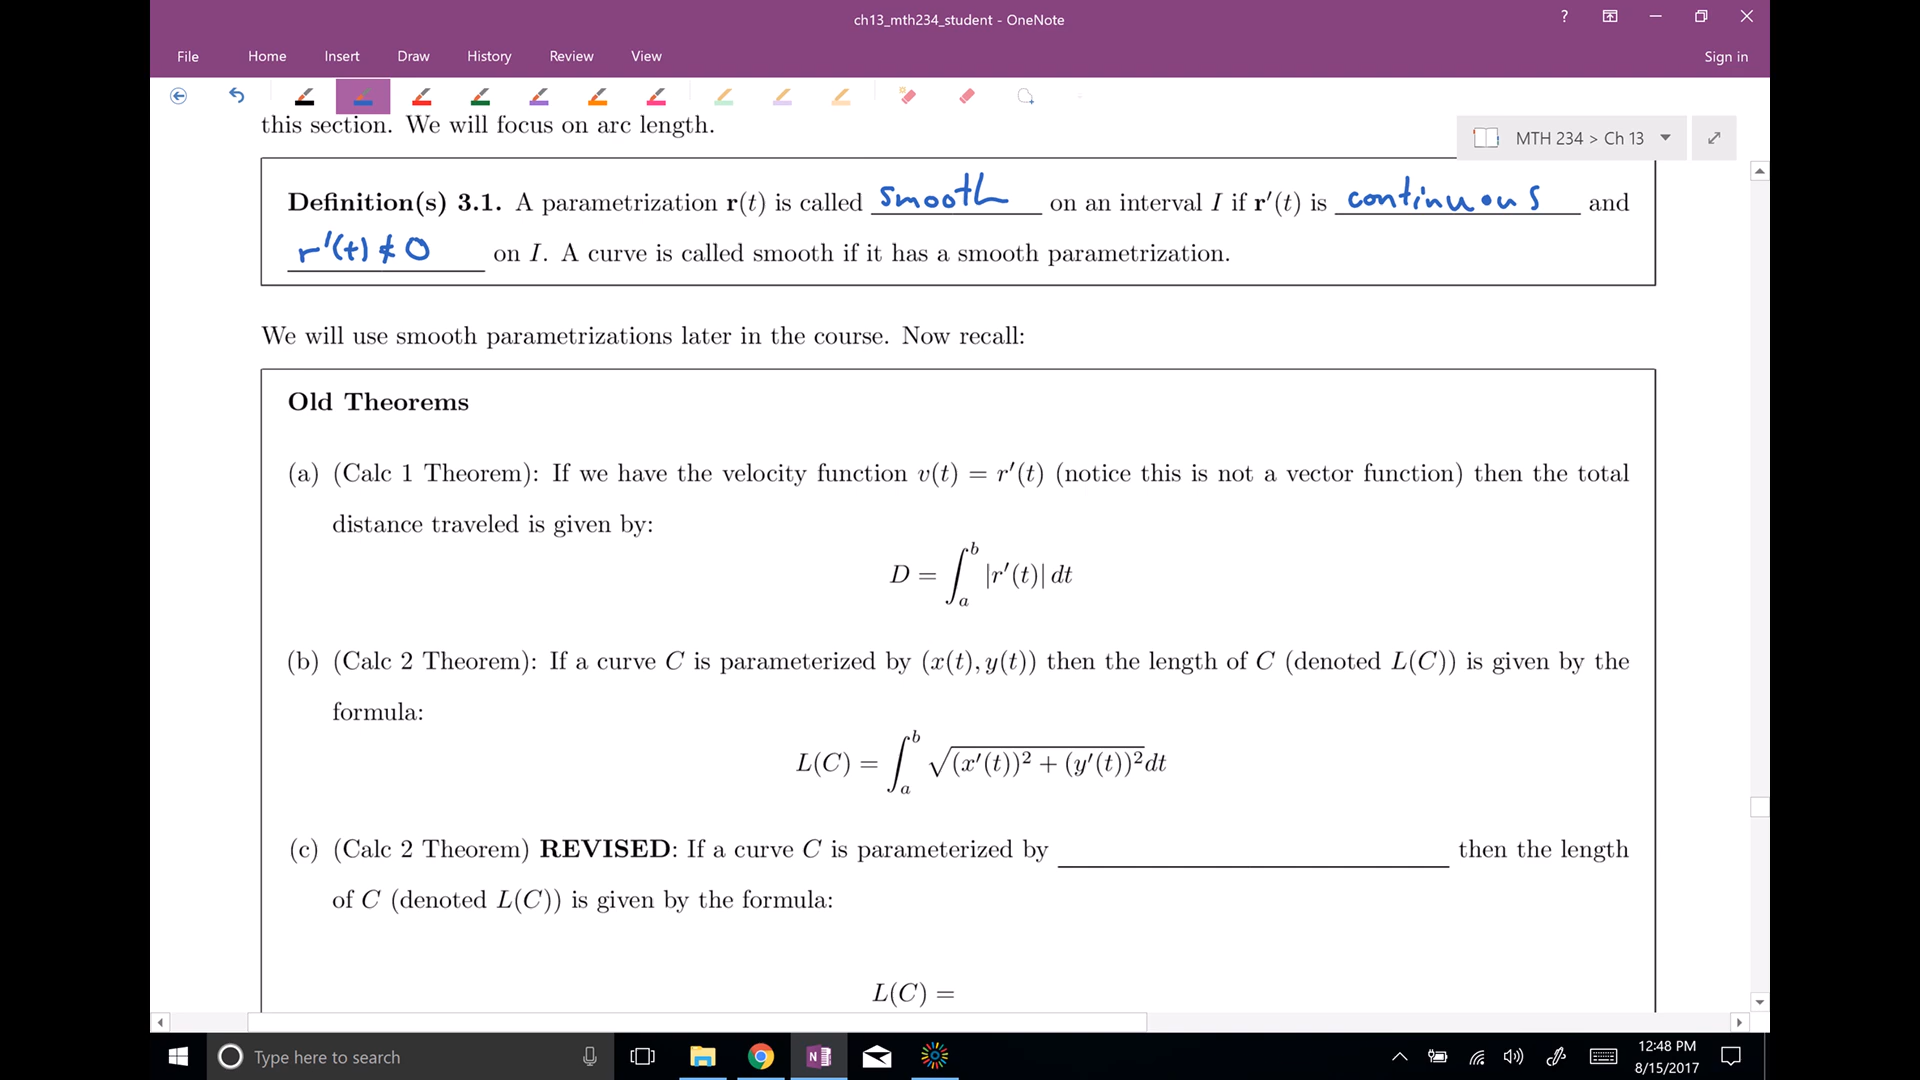 ch13_mth234_student - OneNote
?
File Home Insert Draw History Review View Sign in
this section. We will focus on arc length.
MTH 234 > Ch 13
Definition(s) 3.1. A parametrization r(t) is called smooth on an interval I if r′(t) is continuous and
r'(t) ≠ 0 on I. A curve is called smooth if it has a smooth parametrization.
We will use smooth parametrizations later in the course. Now recall:
Old Theorems
(a) (Calc 1 Theorem): If we have the velocity function v(t) = r′(t) (notice this is not a vector function) then the total
distance traveled is given by:
D = ∫_a^b |r′(t)| dt
(b) (Calc 2 Theorem): If a curve C is parameterized by (x(t), y(t)) then the length of C (denoted L(C)) is given by the
formula:
L(C) = ∫_a^b √((x′(t))² + (y′(t))²) dt
(c) (Calc 2 Theorem) REVISED: If a curve C is parameterized by ______ then the length
of C (denoted L(C)) is given by the formula:
L(C) =
Type here to search
12:48 PM
8/15/2017